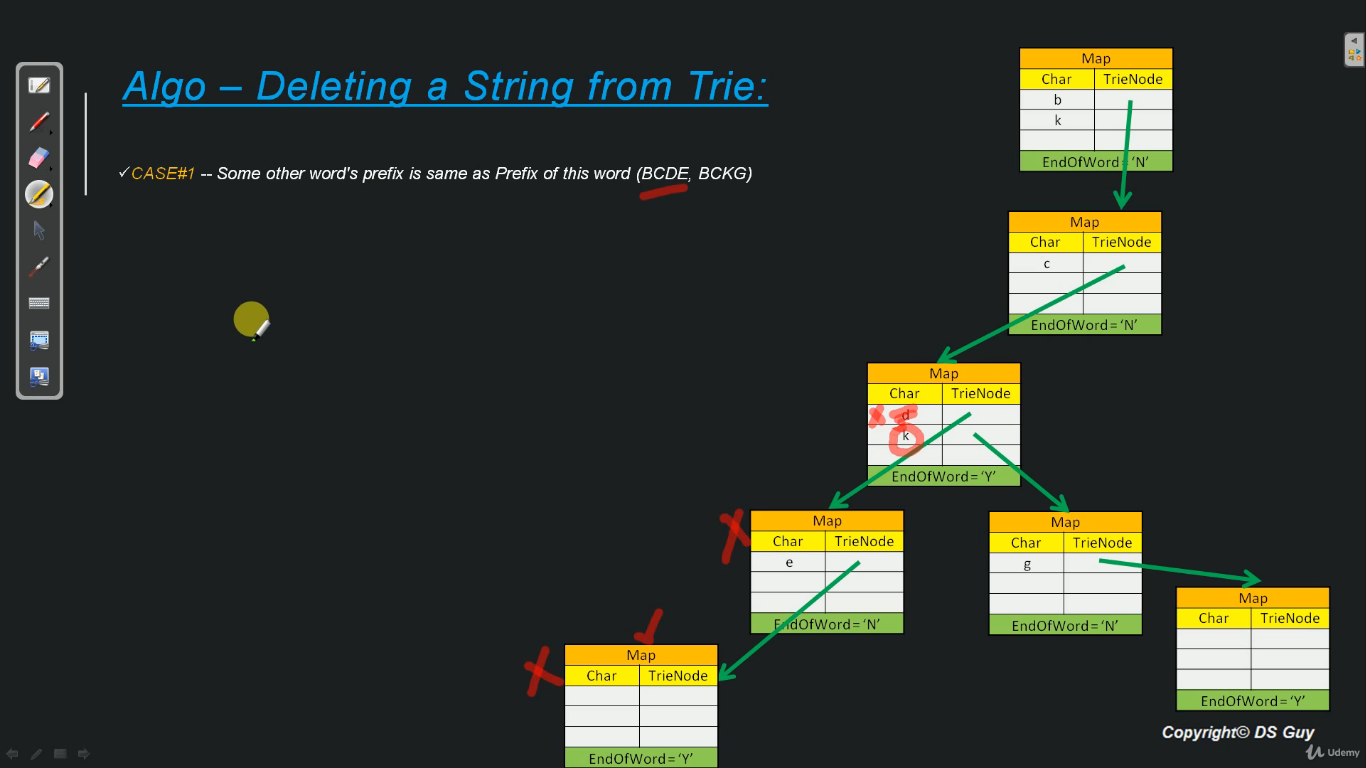 Algo – Deleting a String from Trie:
✓CASE#1 -- Some other word's prefix is same as Prefix of this word (BCDE, BCKG)
Map
Char TrieNode
b
k
EndOfWord = 'N'
Map
Char TrieNode
c
EndOfWord = 'N'
Map
Char TrieNode
d
k
EndOfWord = 'Y'
Map
Char TrieNode
e
EndOfWord = 'N'
Map
Char TrieNode
g
EndOfWord = 'N'
Map
Char TrieNode
EndOfWord = 'Y'
Map
Char TrieNode
EndOfWord = 'Y'
Copyright© DS Guy
Udemy